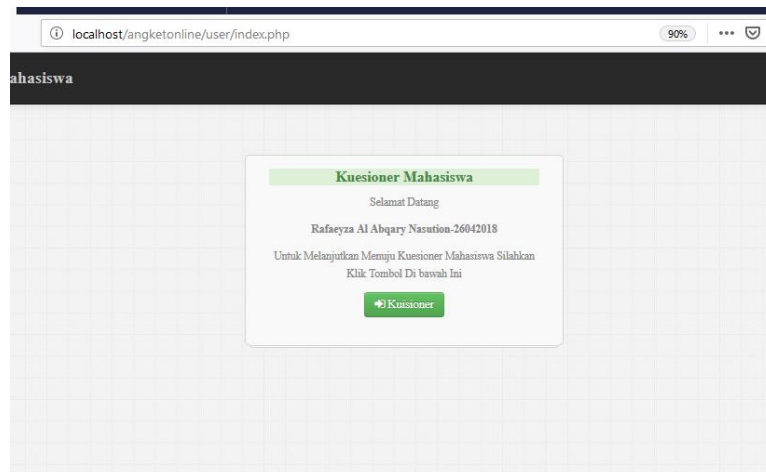 localhost/angketonline/user/index.php 90%
ahasiswa
Kuesioner Mahasiswa
Selamat Datang
Rafaeyza Al Abqary Nasution-26042018
Untuk Melanjutkan Menuju Kuesioner Mahasiswa Silahkan
Klik Tombol Di bawah Ini
Kuisioner